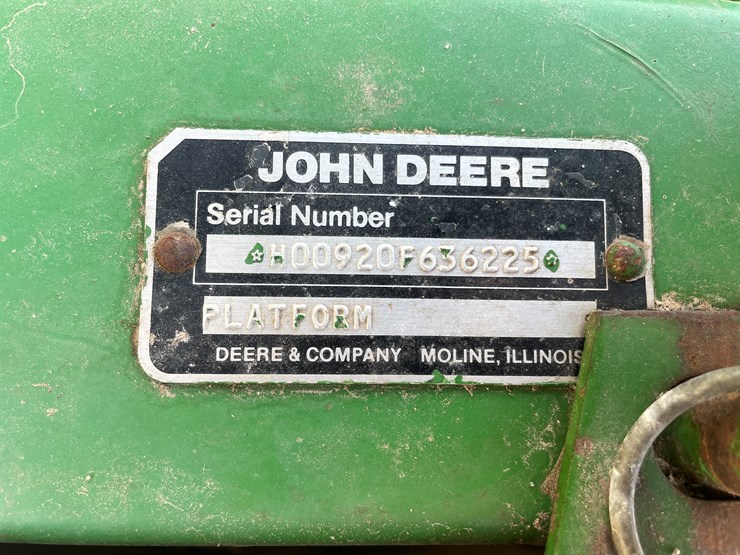 JOHN DEERE
Serial Number
H00920F636225
PLATFORM
DEERE & COMPANY MOLINE, ILLINOIS